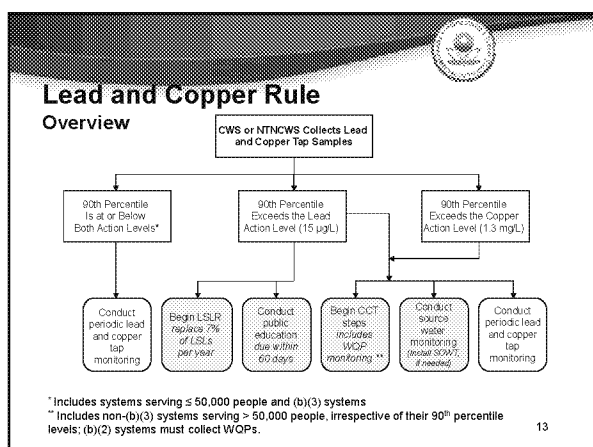 Lead and Copper Rule
Overview
CWS or NTNCWS Collects Lead
and Copper Tap Samples
90th Percentile
Is at or Below
Both Action Levels*
90th Percentile
Exceeds the Lead
Action Level (15 µg/L)
90th Percentile
Exceeds the Copper
Action Level (1.3 mg/L)
Conduct
periodic lead
and copper
tap
monitoring
Begin LSLR
replace 7%
of LSLs
per year
Conduct
public
education
due within
60 days
Begin CCT
steps
includes
WQP
monitoring **
Conduct
source
water
monitoring
(Install SOWT,
if needed)
Conduct
periodic lead
and copper
tap
monitoring
* Includes systems serving ≤ 50,000 people and (b)(3) systems
** Includes non-(b)(3) systems serving > 50,000 people, irrespective of their 90th percentile
levels; (b)(2) systems must collect WQPs.
13